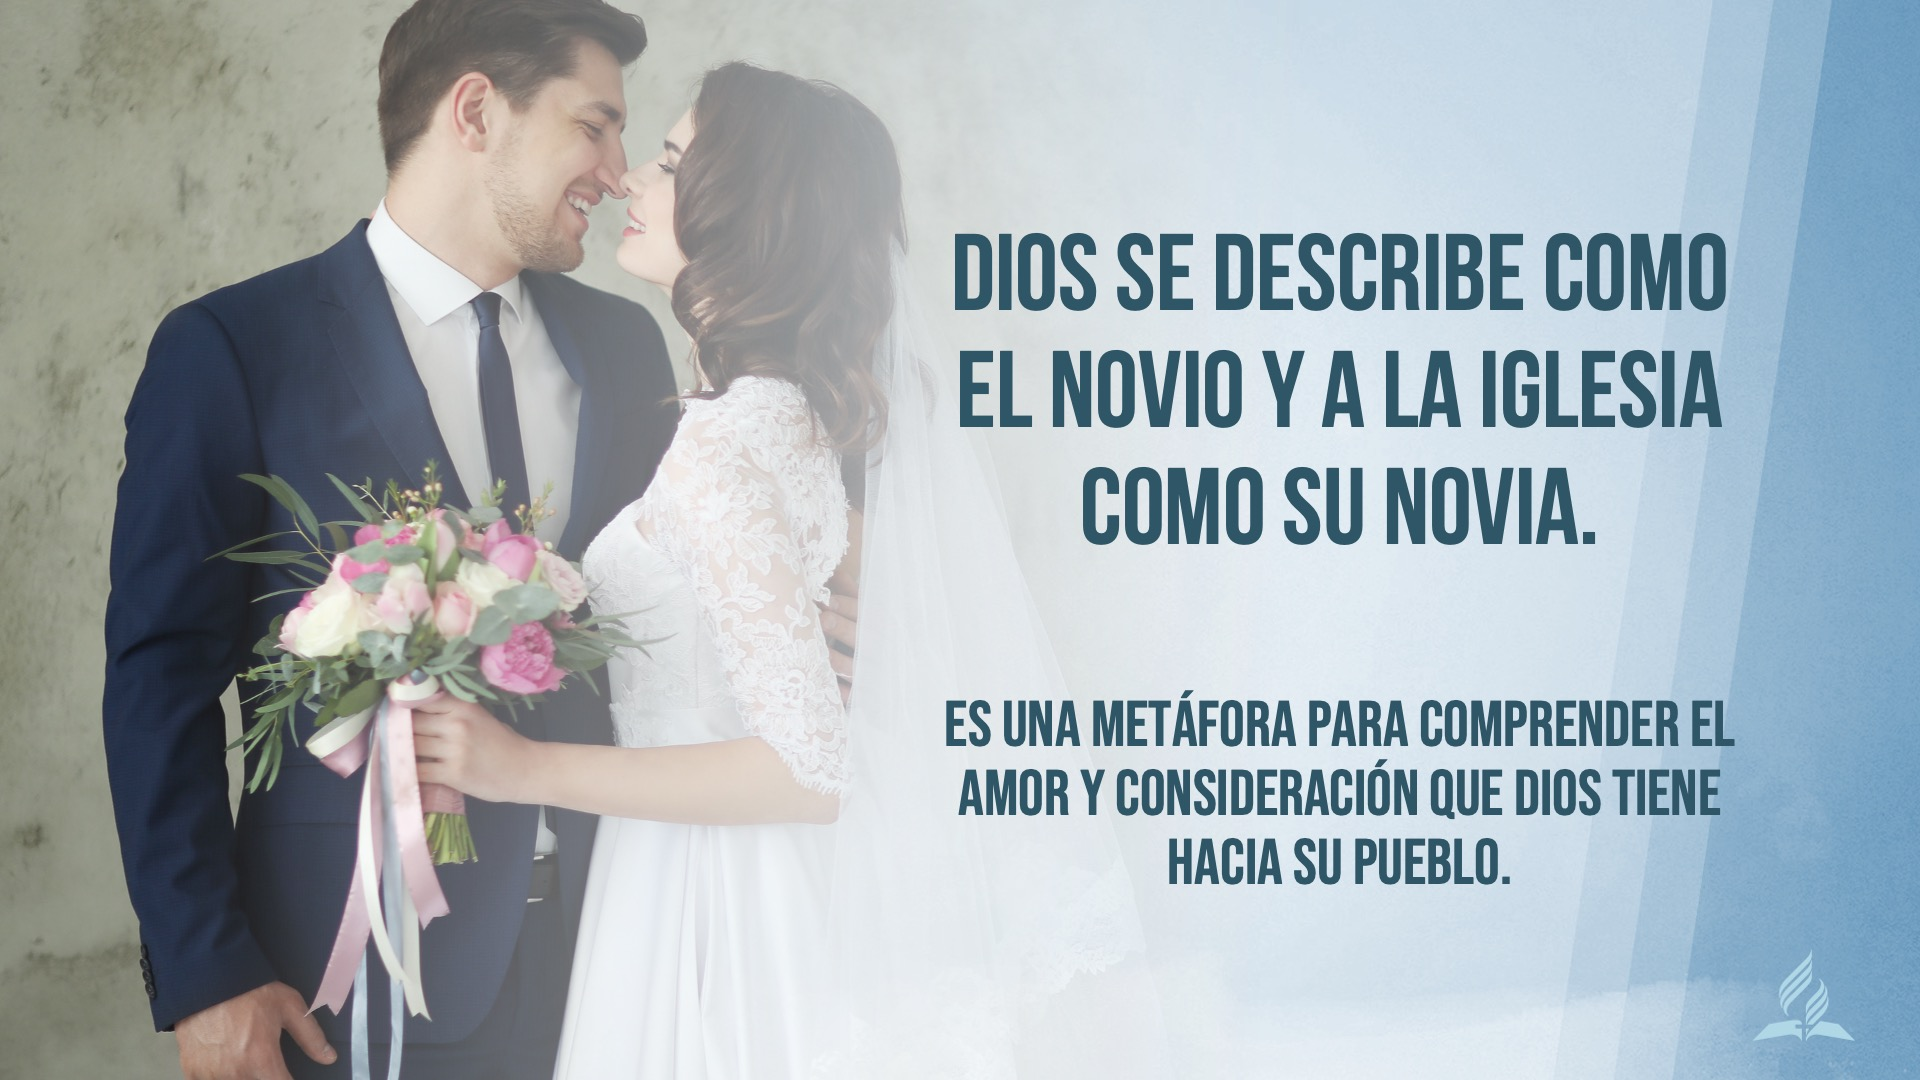 DIOS SE DESCRIBE COMO
EL NOVIO Y A LA IGLESIA
COMO SU NOVIA.
ES UNA METÁFORA PARA COMPRENDER EL
AMOR Y CONSIDERACIÓN QUE DIOS TIENE
HACIA SU PUEBLO.